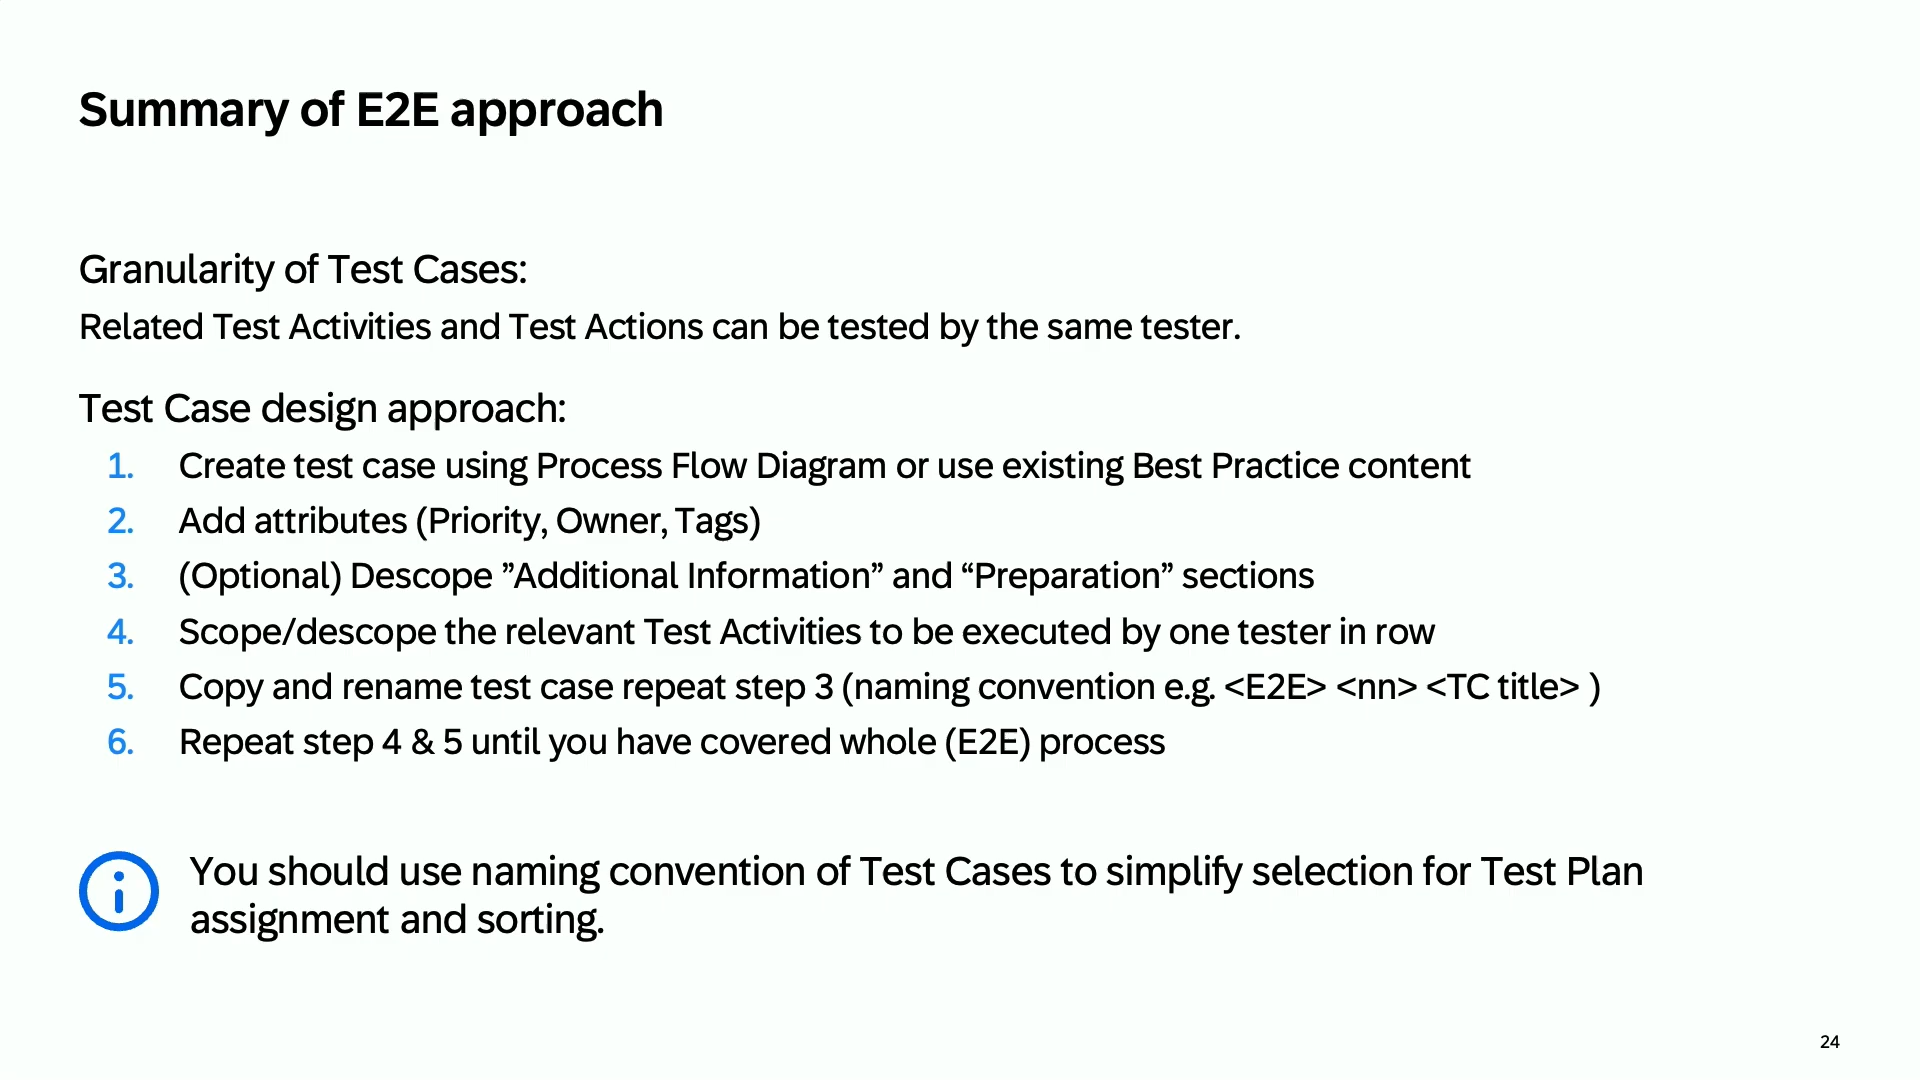 Summary of E2E approach
Granularity of Test Cases:
Related Test Activities and Test Actions can be tested by the same tester.
Test Case design approach:
1. Create test case using Process Flow Diagram or use existing Best Practice content
2. Add attributes (Priority, Owner, Tags)
3. (Optional) Descope ”Additional Information” and “Preparation” sections
4. Scope/descope the relevant Test Activities to be executed by one tester in row
5. Copy and rename test case repeat step 3 (naming convention e.g. <E2E> <nn> <TC title> )
6. Repeat step 4 & 5 until you have covered whole (E2E) process
You should use naming convention of Test Cases to simplify selection for Test Plan
assignment and sorting.
24